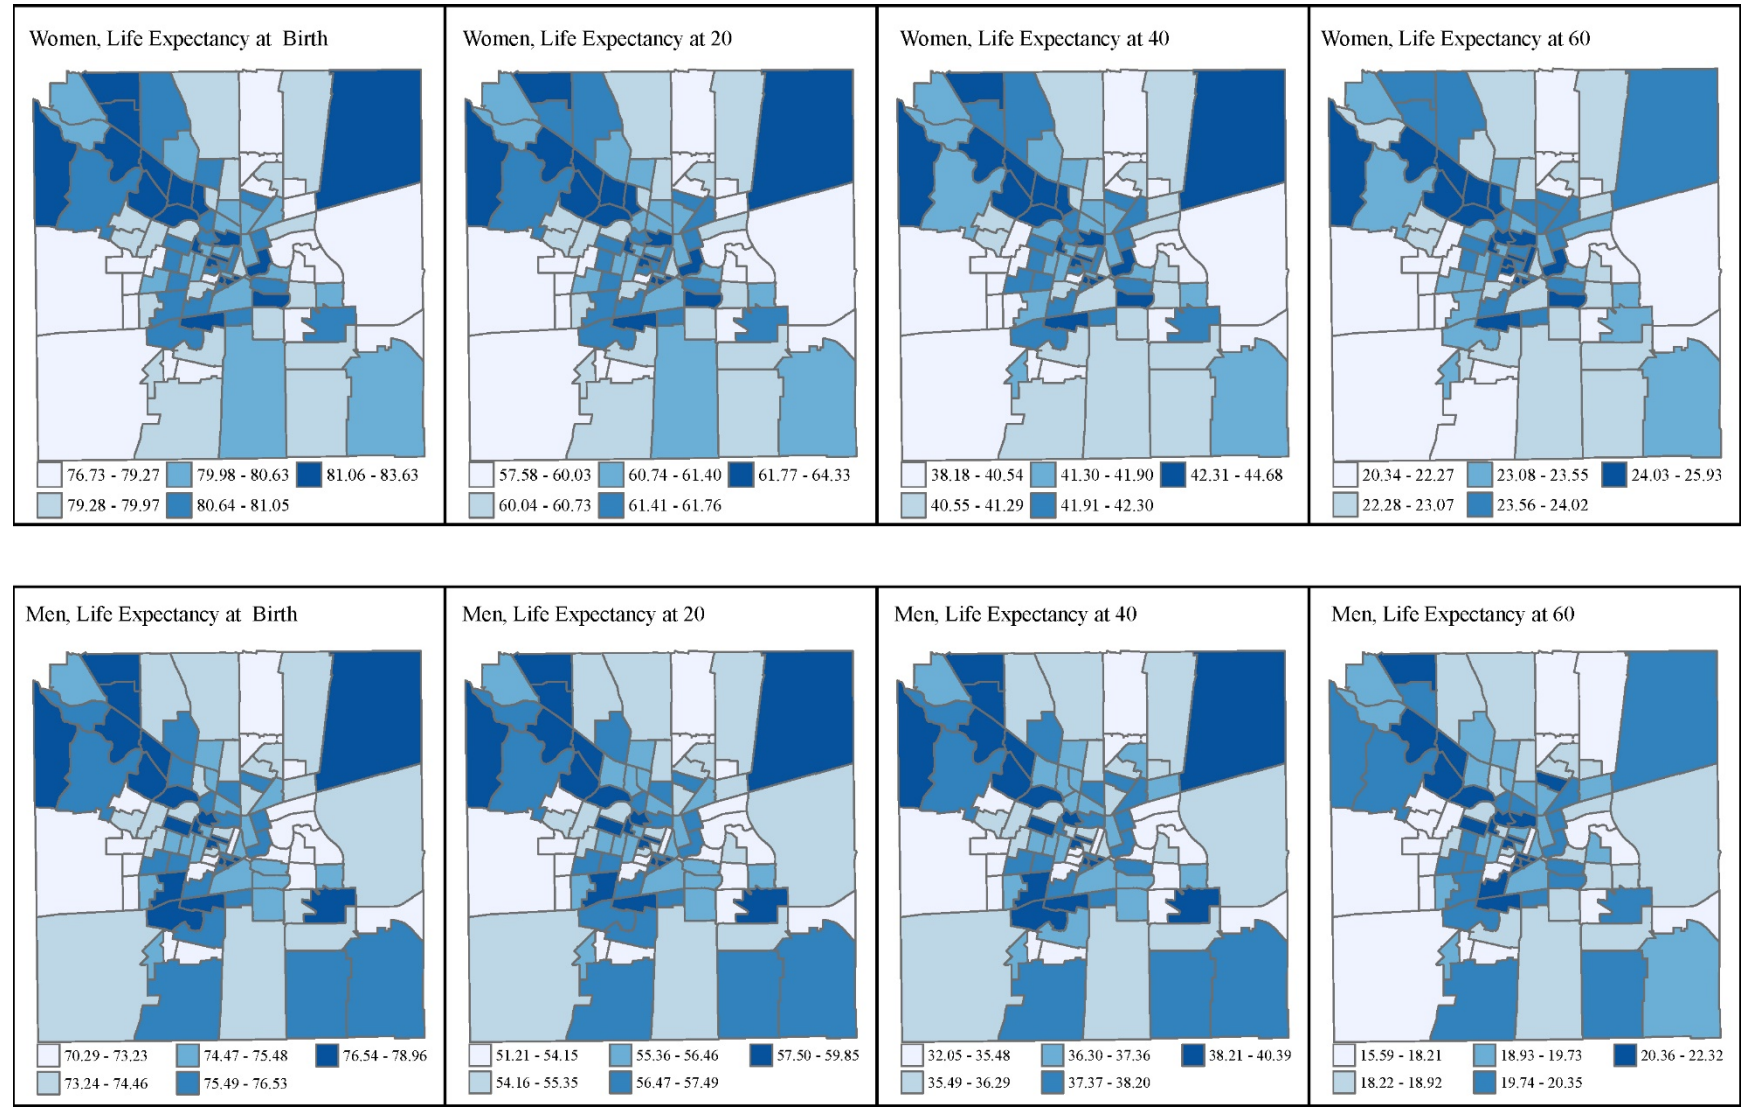 Women, Life Expectancy at Birth
76.73 - 79.27 79.98 - 80.63 81.06 - 83.63
79.28 - 79.97 80.64 - 81.05
Women, Life Expectancy at 20
57.58 - 60.03 60.74 - 61.40 61.77 - 64.33
60.04 - 60.73 61.41 - 61.76
Women, Life Expectancy at 40
38.18 - 40.54 41.30 - 41.90 42.31 - 44.68
40.55 - 41.29 41.91 - 42.30
Women, Life Expectancy at 60
20.34 - 22.27 23.08 - 23.55 24.03 - 25.93
22.28 - 23.07 23.56 - 24.02
Men, Life Expectancy at Birth
70.29 - 73.23 74.47 - 75.48 76.54 - 78.96
73.24 - 74.46 75.49 - 76.53
Men, Life Expectancy at 20
51.21 - 54.15 55.36 - 56.46 57.50 - 59.85
54.16 - 55.35 56.47 - 57.49
Men, Life Expectancy at 40
32.05 - 35.48 36.30 - 37.36 38.21 - 40.39
35.49 - 36.29 37.37 - 38.20
Men, Life Expectancy at 60
15.59 - 18.21 18.93 - 19.73 20.36 - 22.32
18.22 - 18.92 19.74 - 20.35